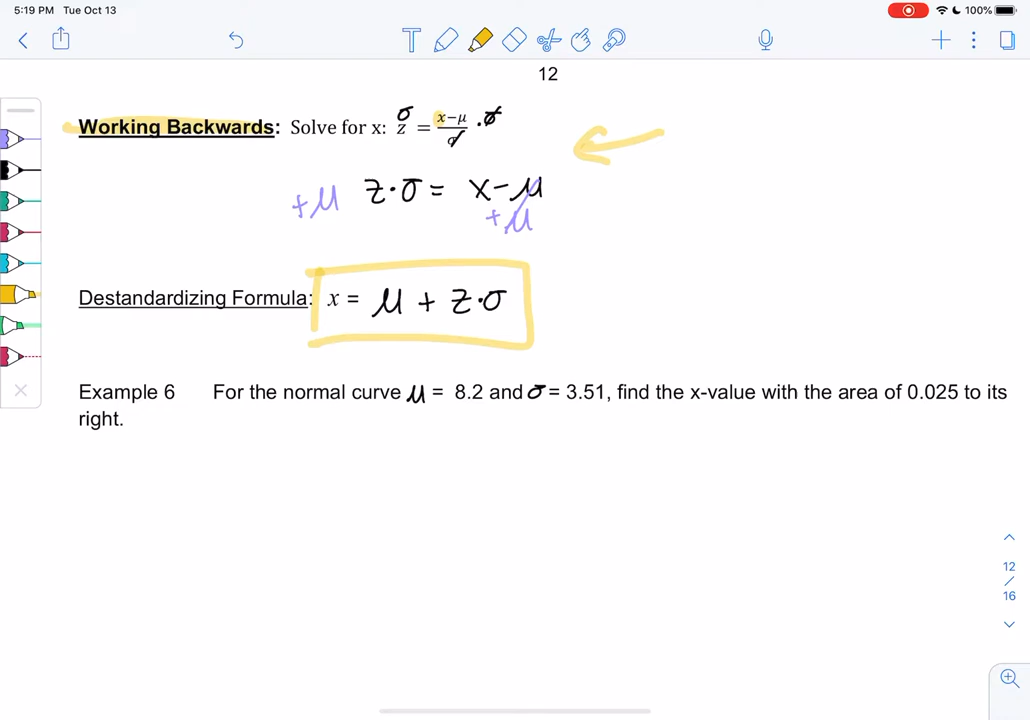 5:19 PM Tue Oct 13
100%
12
Working Backwards: Solve for x: z = x−μ/σ · σ
σ
+μ z·σ = x−μ
+μ
Destandardizing Formula: x = μ + z·σ
Example 6 For the normal curve μ = 8.2 and σ = 3.51, find the x-value with the area of 0.025 to its
right.
12
/
16